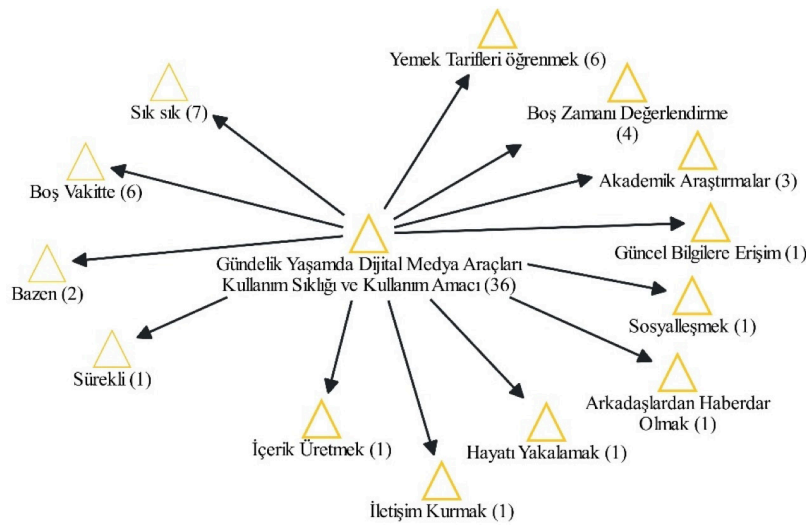 Yemek Tarifleri öğrenmek (6)
Sık sık (7)
Boş Zamanı Değerlendirme
(4)
Akademik Araştırmalar (3)
Boş Vakitte (6)
Güncel Bilgilere Erişim (1)
Gündelik Yaşamda Dijital Medya Araçları
Kullanım Sıklığı ve Kullanım Amacı (36)
Bazen (2)
Sosyalleşmek (1)
Sürekli (1)
Arkadaşlardan Haberdar
Olmak (1)
İçerik Üretmek (1)
Hayatı Yakalamak (1)
İletişim Kurmak (1)